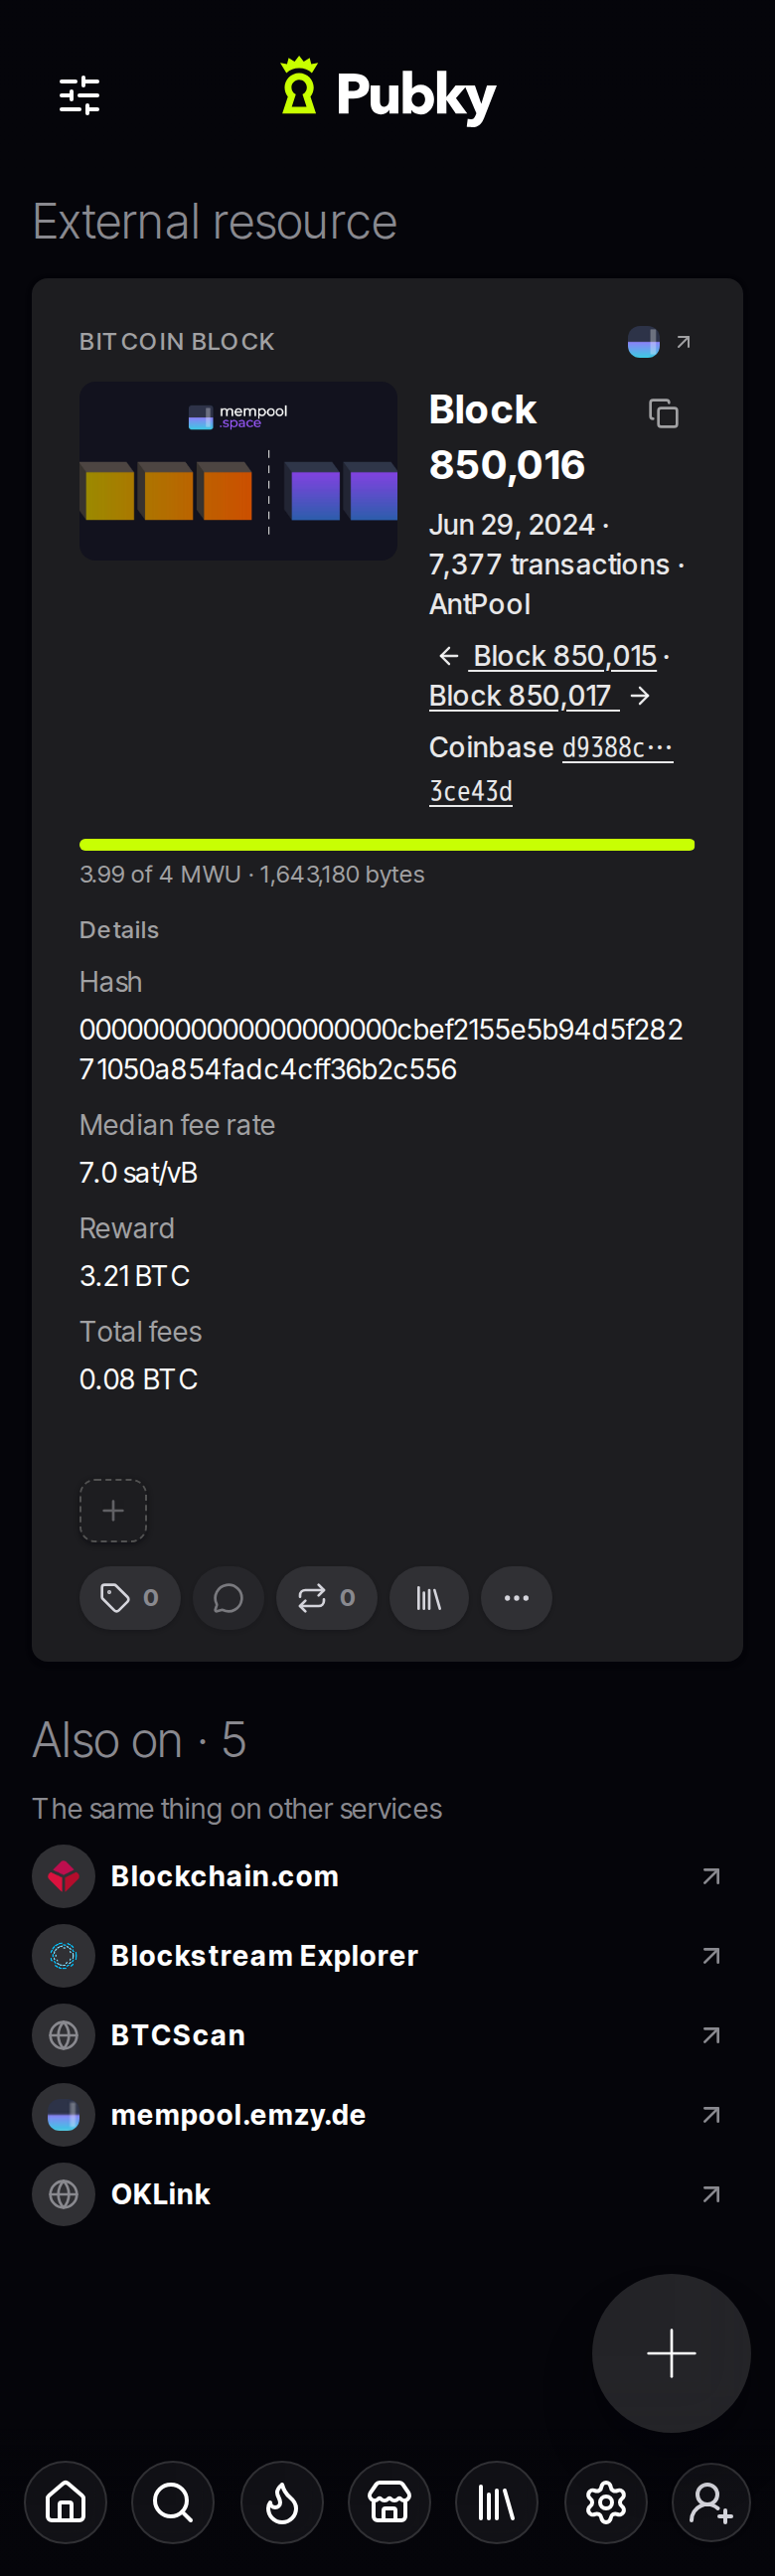 Pubky
External resource
BITCOIN BLOCK
mempool
.space
Block
850,016
Jun 29, 2024 ·
7,377 transactions ·
AntPool
← Block 850,015 ·
Block 850,017 →
Coinbase d9388c…
3ce43d
3.99 of 4 MWU · 1,643,180 bytes
Details
Hash
00000000000000000000cbef2155e5b94d5f282
71050a854fadc4cff36b2c556
Median fee rate
7.0 sat/vB
Reward
3.21 BTC
Total fees
0.08 BTC
0
0
Also on · 5
The same thing on other services
Blockchain.com
Blockstream Explorer
BTCScan
mempool.emzy.de
OKLink